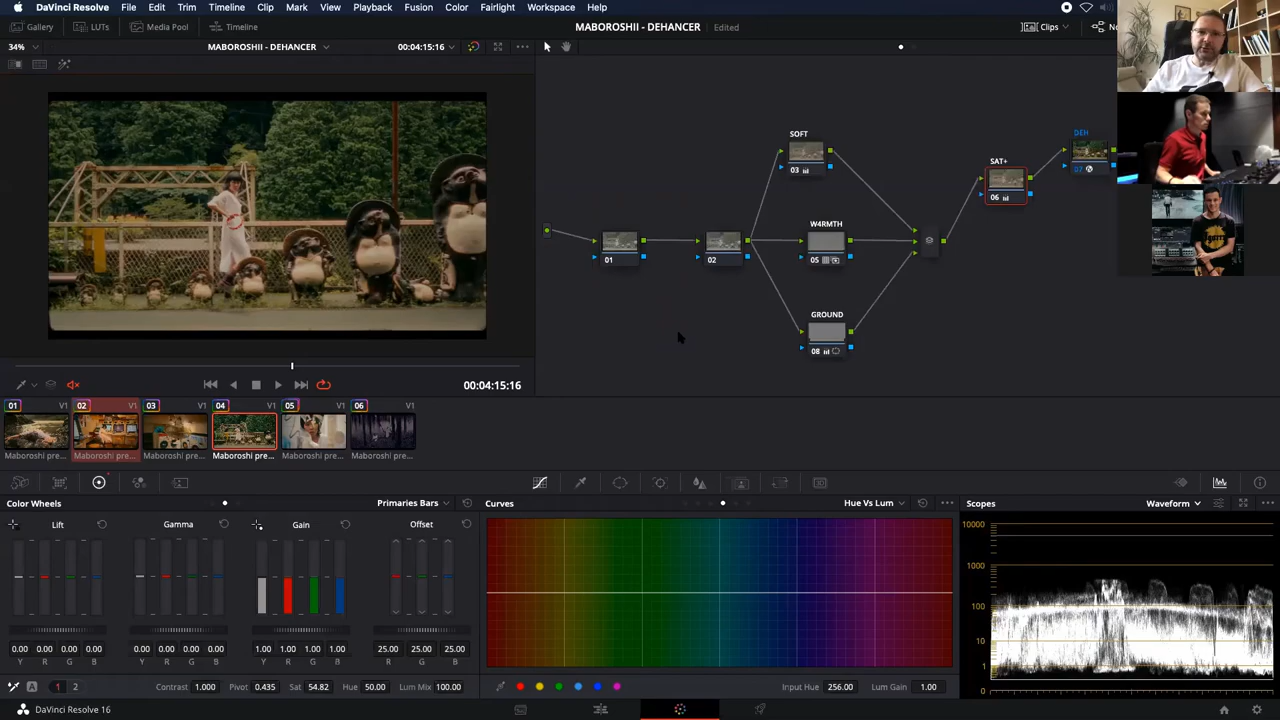 DaVinci Resolve File Edit Trim Timeline Clip Mark View Playback Fusion Color Fairlight Workspace Help
Gallery LUTs Media Pool Timeline MABOROSHII - DEHANCER Edited Clips
34% MABOROSHII - DEHANCER 00:04:15:16
SOFT
03
W4RMTH
05
GROUND
08
01
02
SAT+
06
DEH
07
00:04:15:16
01 V1 02 V1 03 V1 04 V1 05 V1 06 V1
Maboroshi pre... Maboroshi pre... Maboroshi pre... Maboroshi pre... Maboroshi pre... Maboroshi pre...
Color Wheels Primaries Bars
Lift Gamma Gain Offset
0.00 0.00 0.00 0.00 0.00 0.00 0.00 0.00 1.00 1.00 1.00 1.00 25.00 25.00 25.00
Y R G B Y R G B Y R G B R G B
A 1 2 Contrast 1.000 Pivot 0.435 Sat 54.82 Hue 50.00 Lum Mix 100.00
Curves Hue Vs Lum
Input Hue 256.00 Lum Gain 1.00
Scopes Waveform
10000
1000
100
10
1
0
DaVinci Resolve 16